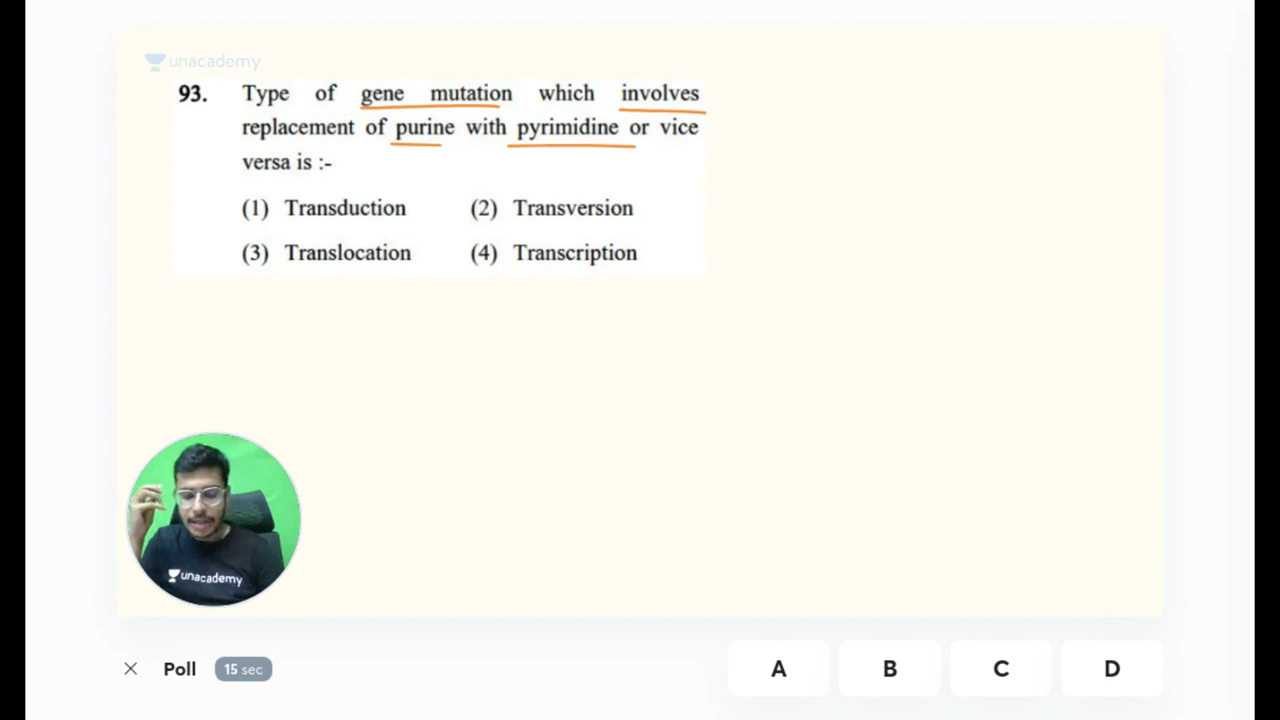 unacademy
93. Type of gene mutation which involves
replacement of purine with pyrimidine or vice
versa is :-
(1) Transduction (2) Transversion
(3) Translocation (4) Transcription
unacademy
Poll 15 sec A B C D